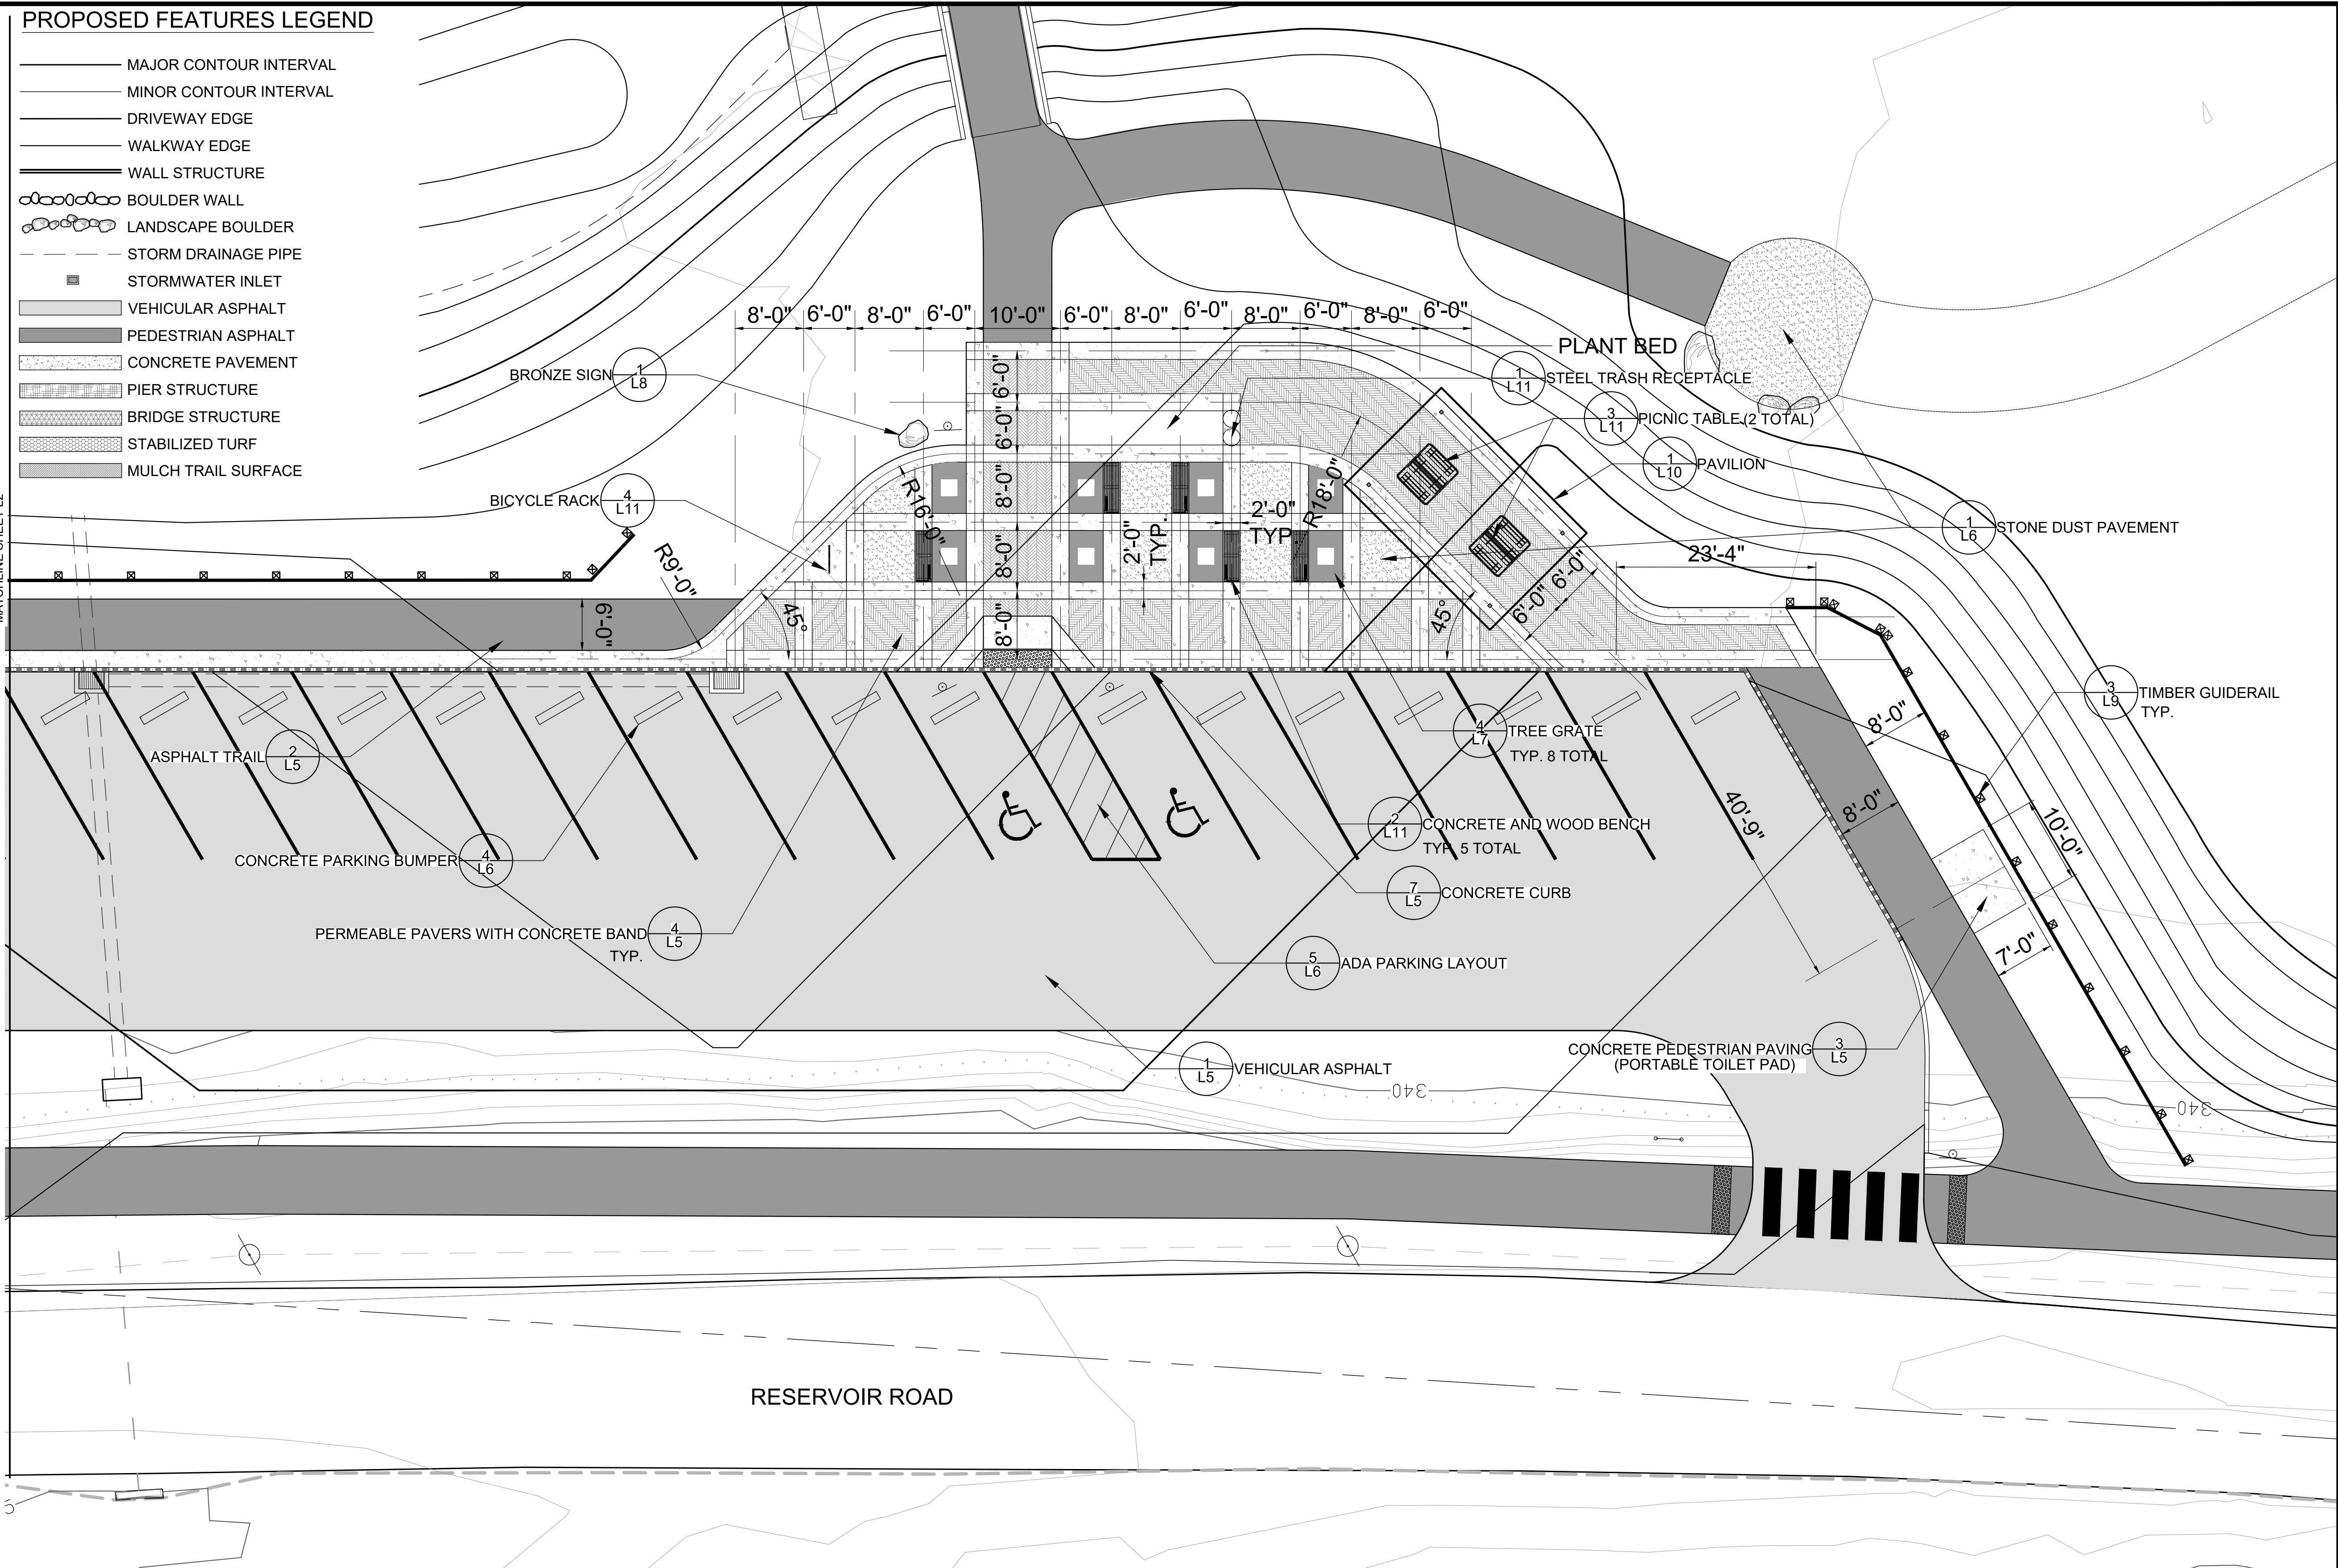 PROPOSED FEATURES LEGEND
MAJOR CONTOUR INTERVAL
MINOR CONTOUR INTERVAL
DRIVEWAY EDGE
WALKWAY EDGE
WALL STRUCTURE
BOULDER WALL
LANDSCAPE BOULDER
STORM DRAINAGE PIPE
STORMWATER INLET
VEHICULAR ASPHALT
PEDESTRIAN ASPHALT
CONCRETE PAVEMENT
PIER STRUCTURE
BRIDGE STRUCTURE
STABILIZED TURF
MULCH TRAIL SURFACE
8'-0" 6'-0" 8'-0" 6'-0" 10'-0" 6'-0" 8'-0" 6'-0" 8'-0" 6'-0" 8'-0" 6'-0"
PLANT BED
BRONZE SIGN 1 L8
1 L11 STEEL TRASH RECEPTACLE
3 L11 PICNIC TABLE (2 TOTAL)
1 L10 PAVILION
BICYCLE RACK 4 L11
1 L6 STONE DUST PAVEMENT
6'-0"
6'-0"
8'-0"
8'-0"
8'-0"
R16'-0"
2'-0"
TYP.
2'-0"
TYP.
R18'-0"
R9'-0"
6'-0"
45°
45°
6'-0"
6'-0"
23'-4"
3 L9 TIMBER GUIDERAIL
TYP.
8'-0"
ASPHALT TRAIL 2 L5
4 L7 TREE GRATE
TYP. 8 TOTAL
40'-9"
8'-0"
10'-0"
7'-0"
2 L11 CONCRETE AND WOOD BENCH
TYP. 5 TOTAL
CONCRETE PARKING BUMPER 4 L6
7 L5 CONCRETE CURB
PERMEABLE PAVERS WITH CONCRETE BAND 4 L5
TYP.
5 L6 ADA PARKING LAYOUT
CONCRETE PEDESTRIAN PAVING 3 L5
(PORTABLE TOILET PAD)
1 L5 VEHICULAR ASPHALT
340
340
RESERVOIR ROAD